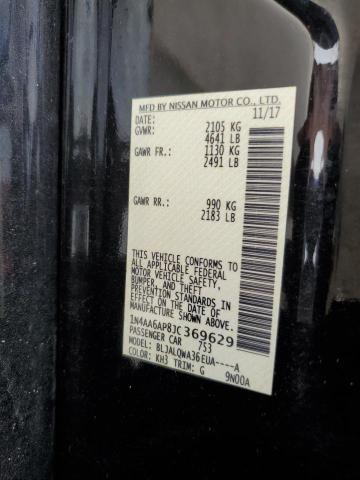 MFD BY NISSAN MOTOR CO., LTD.
DATE: 11/17
GVWR: 2105 KG
4641 LB
GAWR FR.: 1130 KG
2491 LB
GAWR RR.: 990 KG
2183 LB
THIS VEHICLE CONFORMS TO
ALL APPLICABLE FEDERAL
MOTOR VEHICLE SAFETY,
BUMPER, AND THEFT
PREVENTION STANDARDS IN
EFFECT ON THE DATE OF
MANUFACTURE SHOWN
ABOVE.
1N4AA6AP8JC369629
PASSENGER CAR 753
MODEL: BLJALQWA36EUA----A
COLOR: KH3 TRIM: G 9N00A